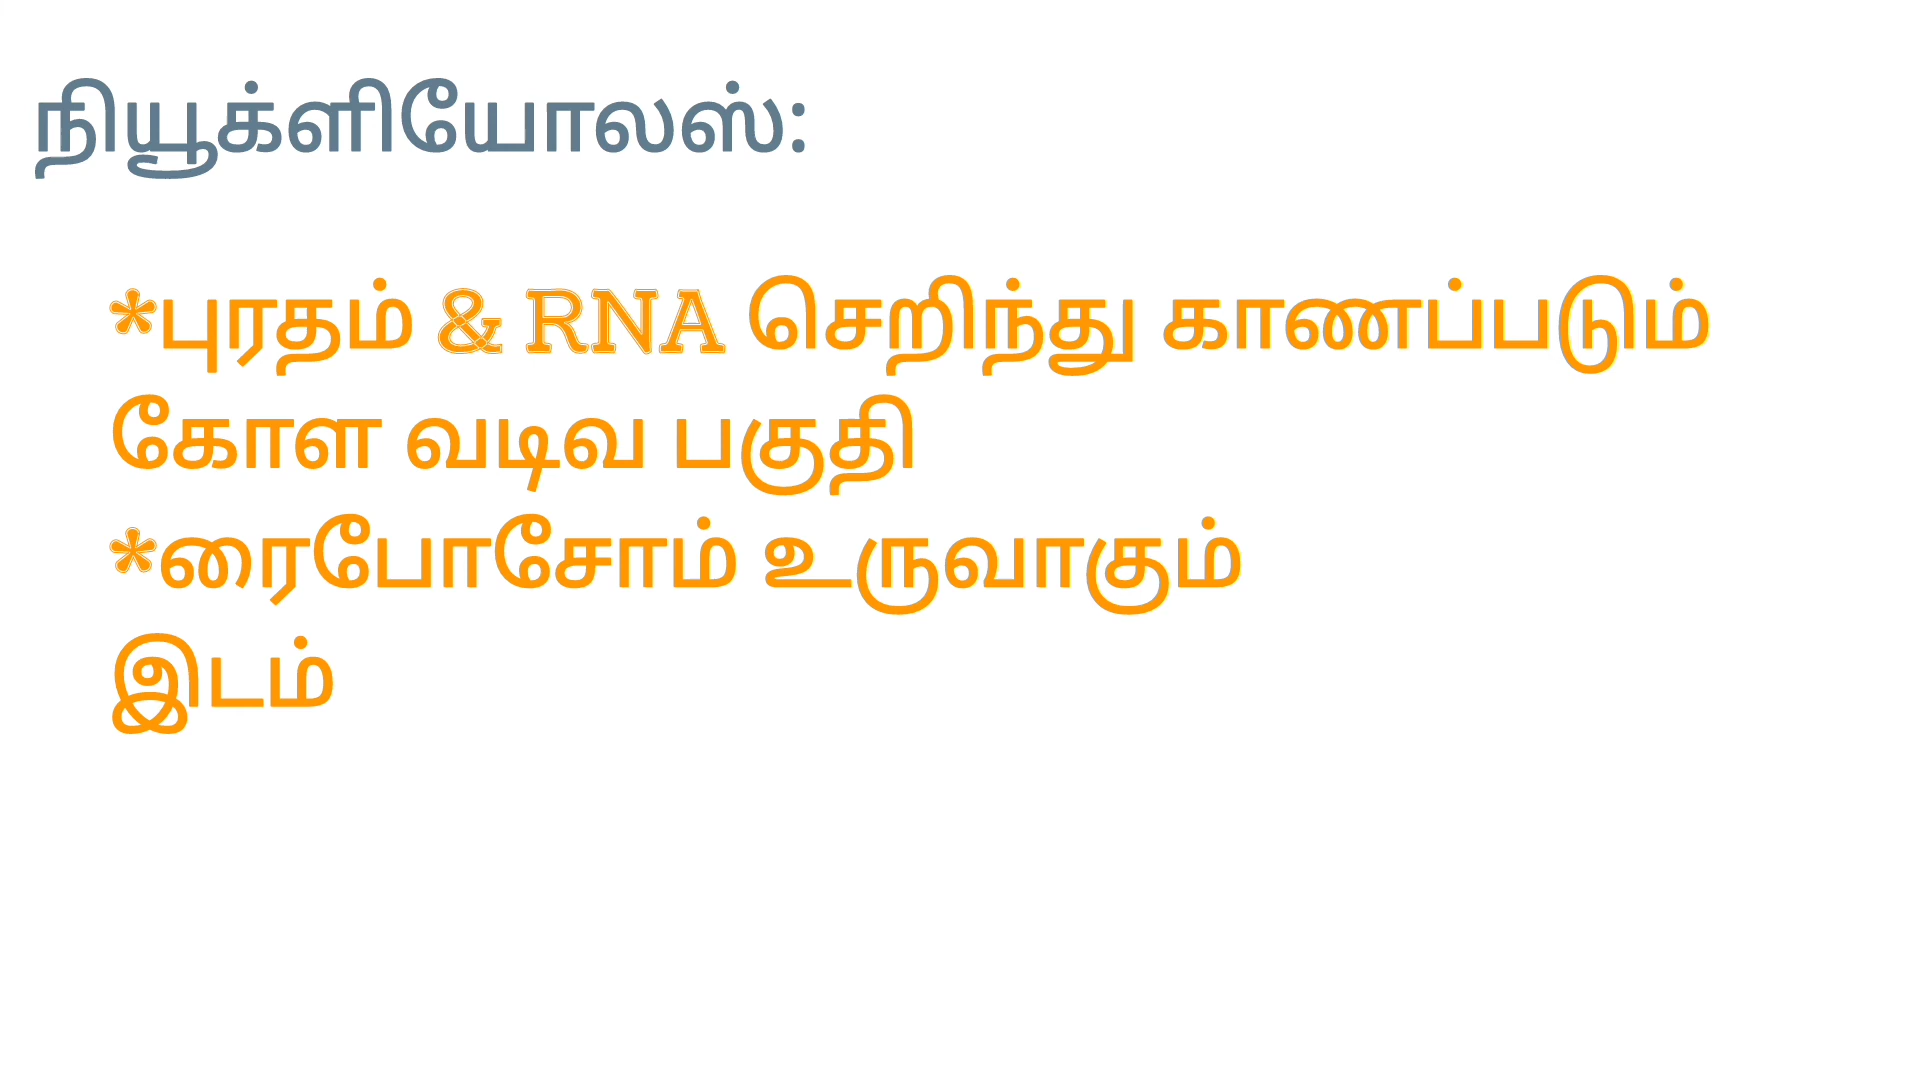 நியூக்ளியோலஸ்:
*புரதம் & RNA செறிந்து காணப்படும்
கோள வடிவ பகுதி
*ரைபோசோம் உருவாகும்
இடம்